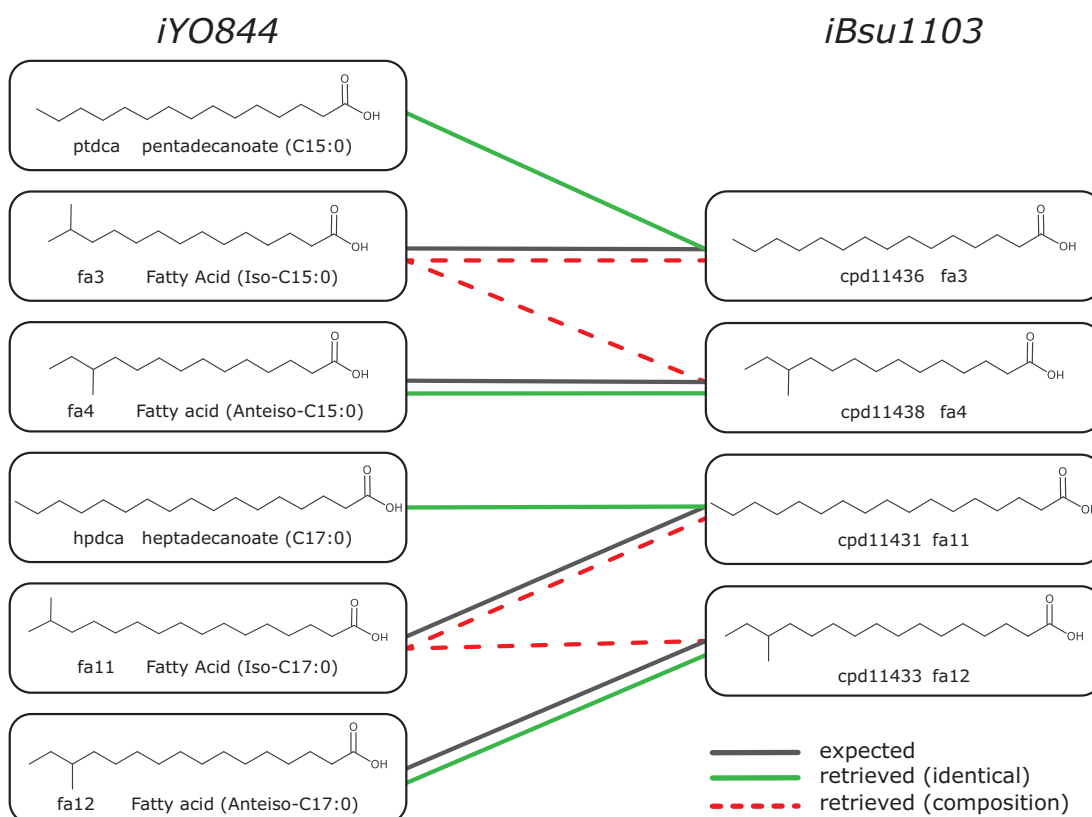 iYO844
iBsu1103
O
OH
ptdca pentadecanoate (C15:0)
O
OH
fa3 Fatty Acid (Iso-C15:0)
O
OH
cpd11436 fa3
O
OH
fa4 Fatty acid (Anteiso-C15:0)
O
OH
cpd11438 fa4
O
OH
hpdca heptadecanoate (C17:0)
O
OH
cpd11431 fa11
O
OH
fa11 Fatty Acid (Iso-C17:0)
O
OH
cpd11433 fa12
O
OH
fa12 Fatty acid (Anteiso-C17:0)
expected
retrieved (identical)
retrieved (composition)